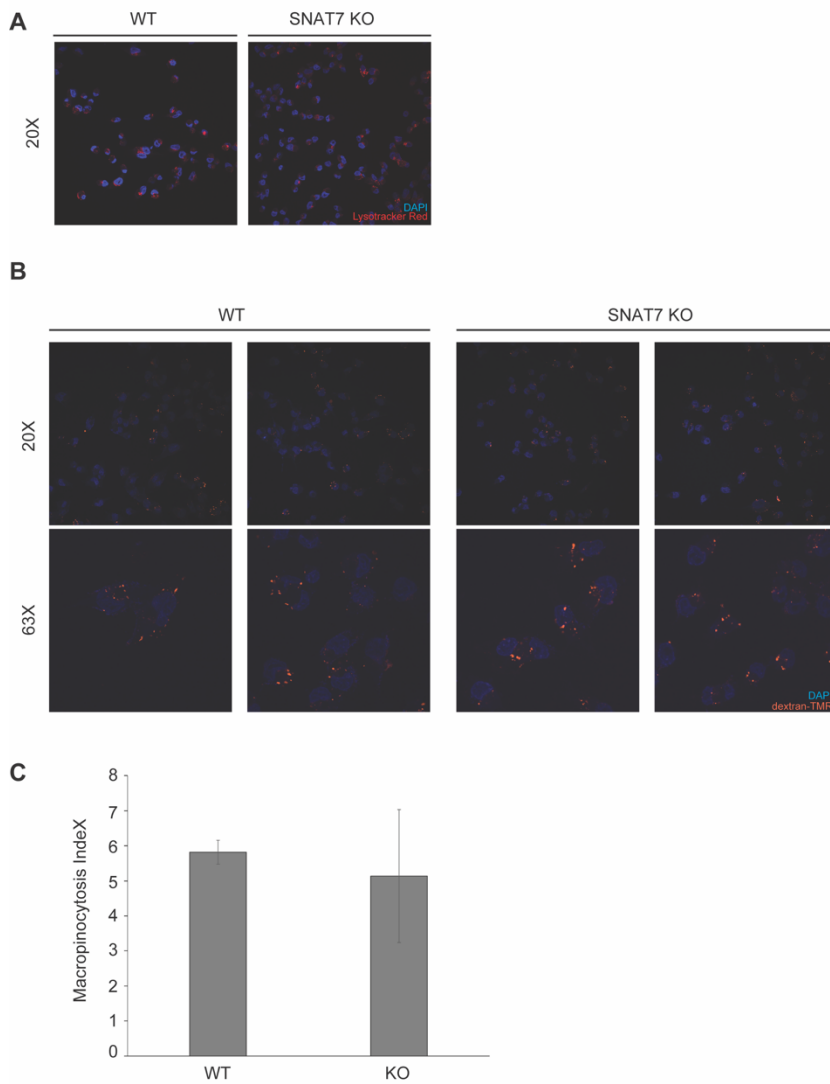 A
WT
SNAT7 KO
20X
DAPI
Lysotracker Red
B
WT
SNAT7 KO
20X
63X
DAP
dextran-TMR
C
Macropinocytosis IndeX
8
7
6
5
4
3
2
1
0
WT
KO